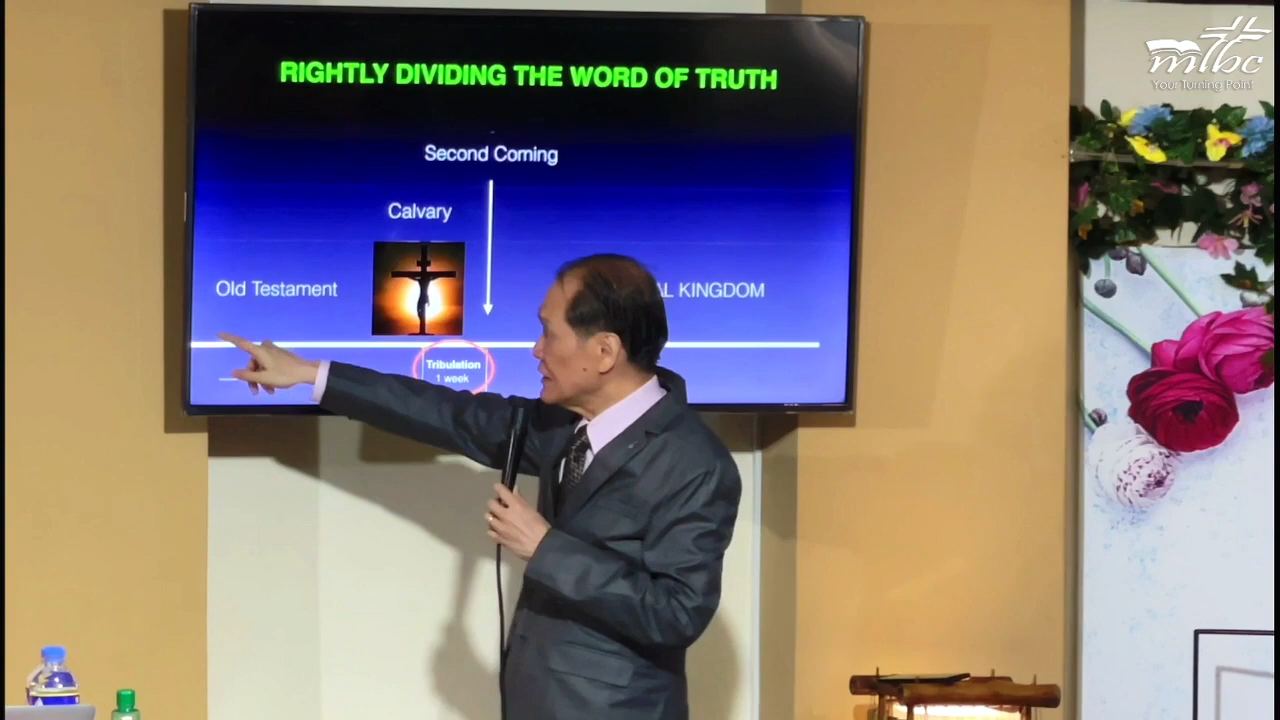 RIGHTLY DIVIDING THE WORD OF TRUTH
Second Coming
Calvary
Old Testament
KINGDOM
Tribulation
1 week
mtbc
Your Turning Point